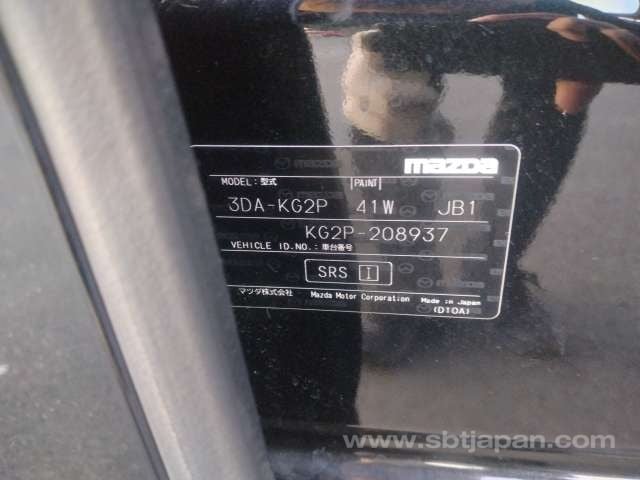 mazda
MODEL:型式 PAINT
3DA-KG2P 41W JB1
KG2P-208937
VEHICLE ID.NO.:車台番号
SRS I
マツダ株式会社 Mazda Motor Corporation Made in Japan
(D10A)
www.sbtjapan.com